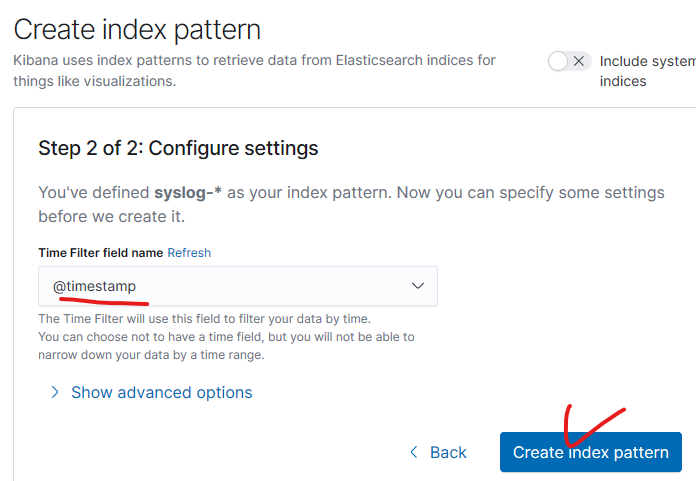 Create index pattern
Kibana uses index patterns to retrieve data from Elasticsearch indices for
things like visualizations.
Include system
indices
Step 2 of 2: Configure settings
You've defined syslog-* as your index pattern. Now you can specify some settings
before we create it.
Time Filter field name Refresh
@timestamp
The Time Filter will use this field to filter your data by time.
You can choose not to have a time field, but you will not be able to
narrow down your data by a time range.
Show advanced options
Back
Create index pattern